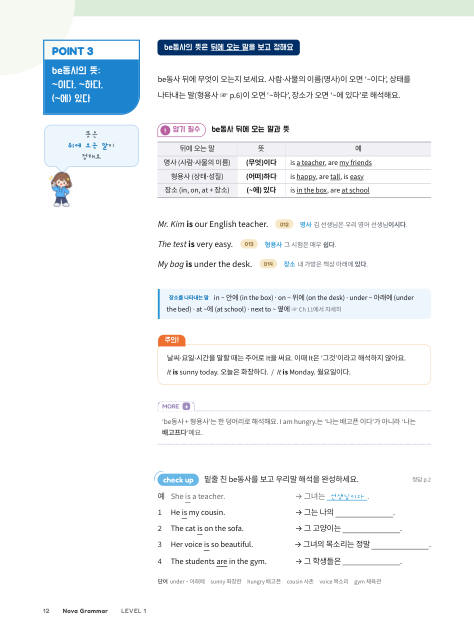 POINT 3
be동사의 뜻:
~이다. ~하다.
(~에) 있다
뜻은
뒤에 오는 말이
정해요
be동사의 뜻은 뒤에 오는 말을 보고 정해요
be동사 뒤에 무엇이 오는지 보세요. 사람·사물의 이름(명사)이 오면 '~이다', 상태를
나타내는 말(형용사 ☞ p.6)이 오면 '~하다', 장소가 오면 '~에 있다'로 해석해요.
암기 필수 be동사 뒤에 오는 말과 뜻
뒤에 오는 말 뜻 예
명사 (사람·사물의 이름) (무엇)이다 is a teacher, are my friends
형용사 (상태·성질) (어떠)하다 is happy, are tall, is easy
장소 (in, on, at + 장소) (~에) 있다 is in the box, are at school
Mr. Kim is our English teacher. 012 명사 김 선생님은 우리 영어 선생님이시다.
The test is very easy. 013 형용사 그 시험은 매우 쉽다.
My bag is under the desk. 014 장소 내 가방은 책상 아래에 있다.
장소를 나타내는 말 in ~ 안에 (in the box) · on ~ 위에 (on the desk) · under ~ 아래에 (under
the bed) · at ~에 (at school) · next to ~ 옆에 ☞ Ch 11에서 자세히
주의!
날씨·요일·시간을 말할 때는 주어로 It을 써요. 이때 It은 '그것'이라고 해석하지 않아요.
It is sunny today. 오늘은 화창하다. / It is Monday. 월요일이다.
MORE +
'be동사 + 형용사'는 한 덩어리로 해석해요. I am hungry.는 '나는 배고픈 이다'가 아니라 '나는
배고프다'예요.
check up 밑줄 친 be동사를 보고 우리말 해석을 완성하세요. 정답 p.2
예 She is a teacher. → 그녀는 선생님이다.
1 He is my cousin. → 그는 나의 .
2 The cat is on the sofa. → 그 고양이는 .
3 Her voice is so beautiful. → 그녀의 목소리는 정말 .
4 The students are in the gym. → 그 학생들은 .
단어 under ~ 아래에 sunny 화창한 hungry 배고픈 cousin 사촌 voice 목소리 gym 체육관
12 Nova Grammar LEVEL 1